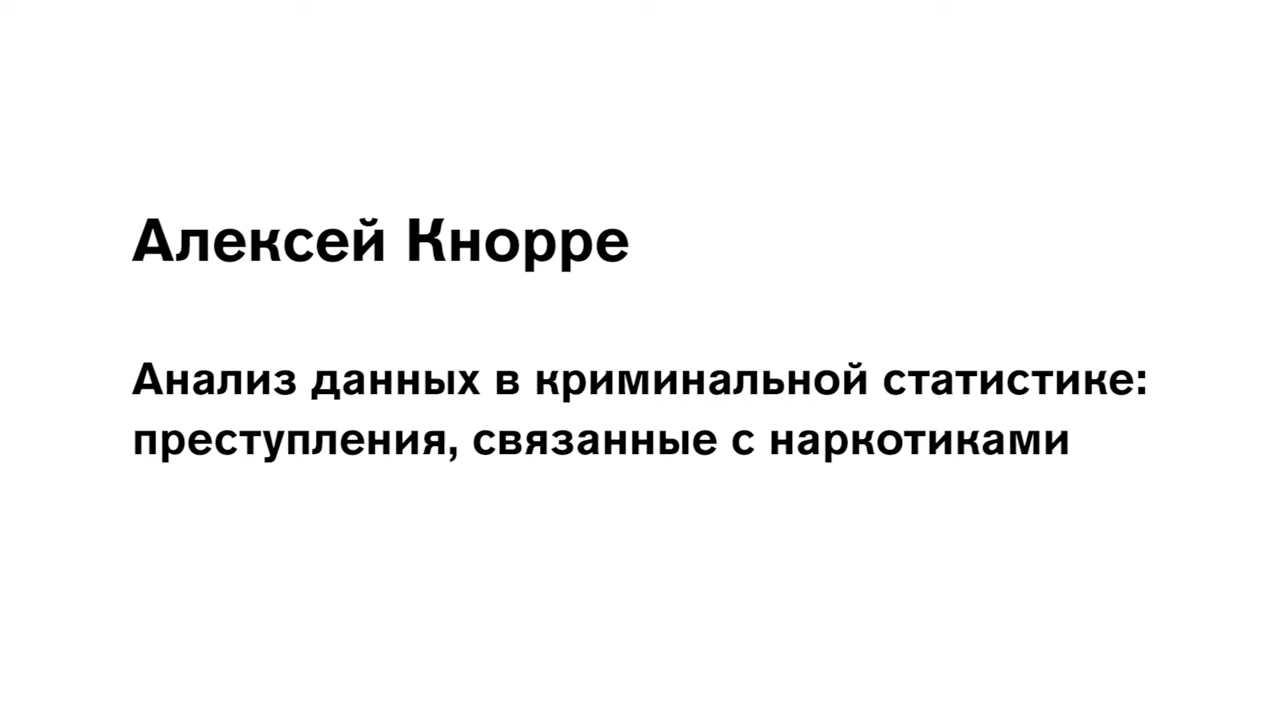 Алексей Кнорре
Анализ данных в криминальной статистике:
преступления, связанные с наркотиками